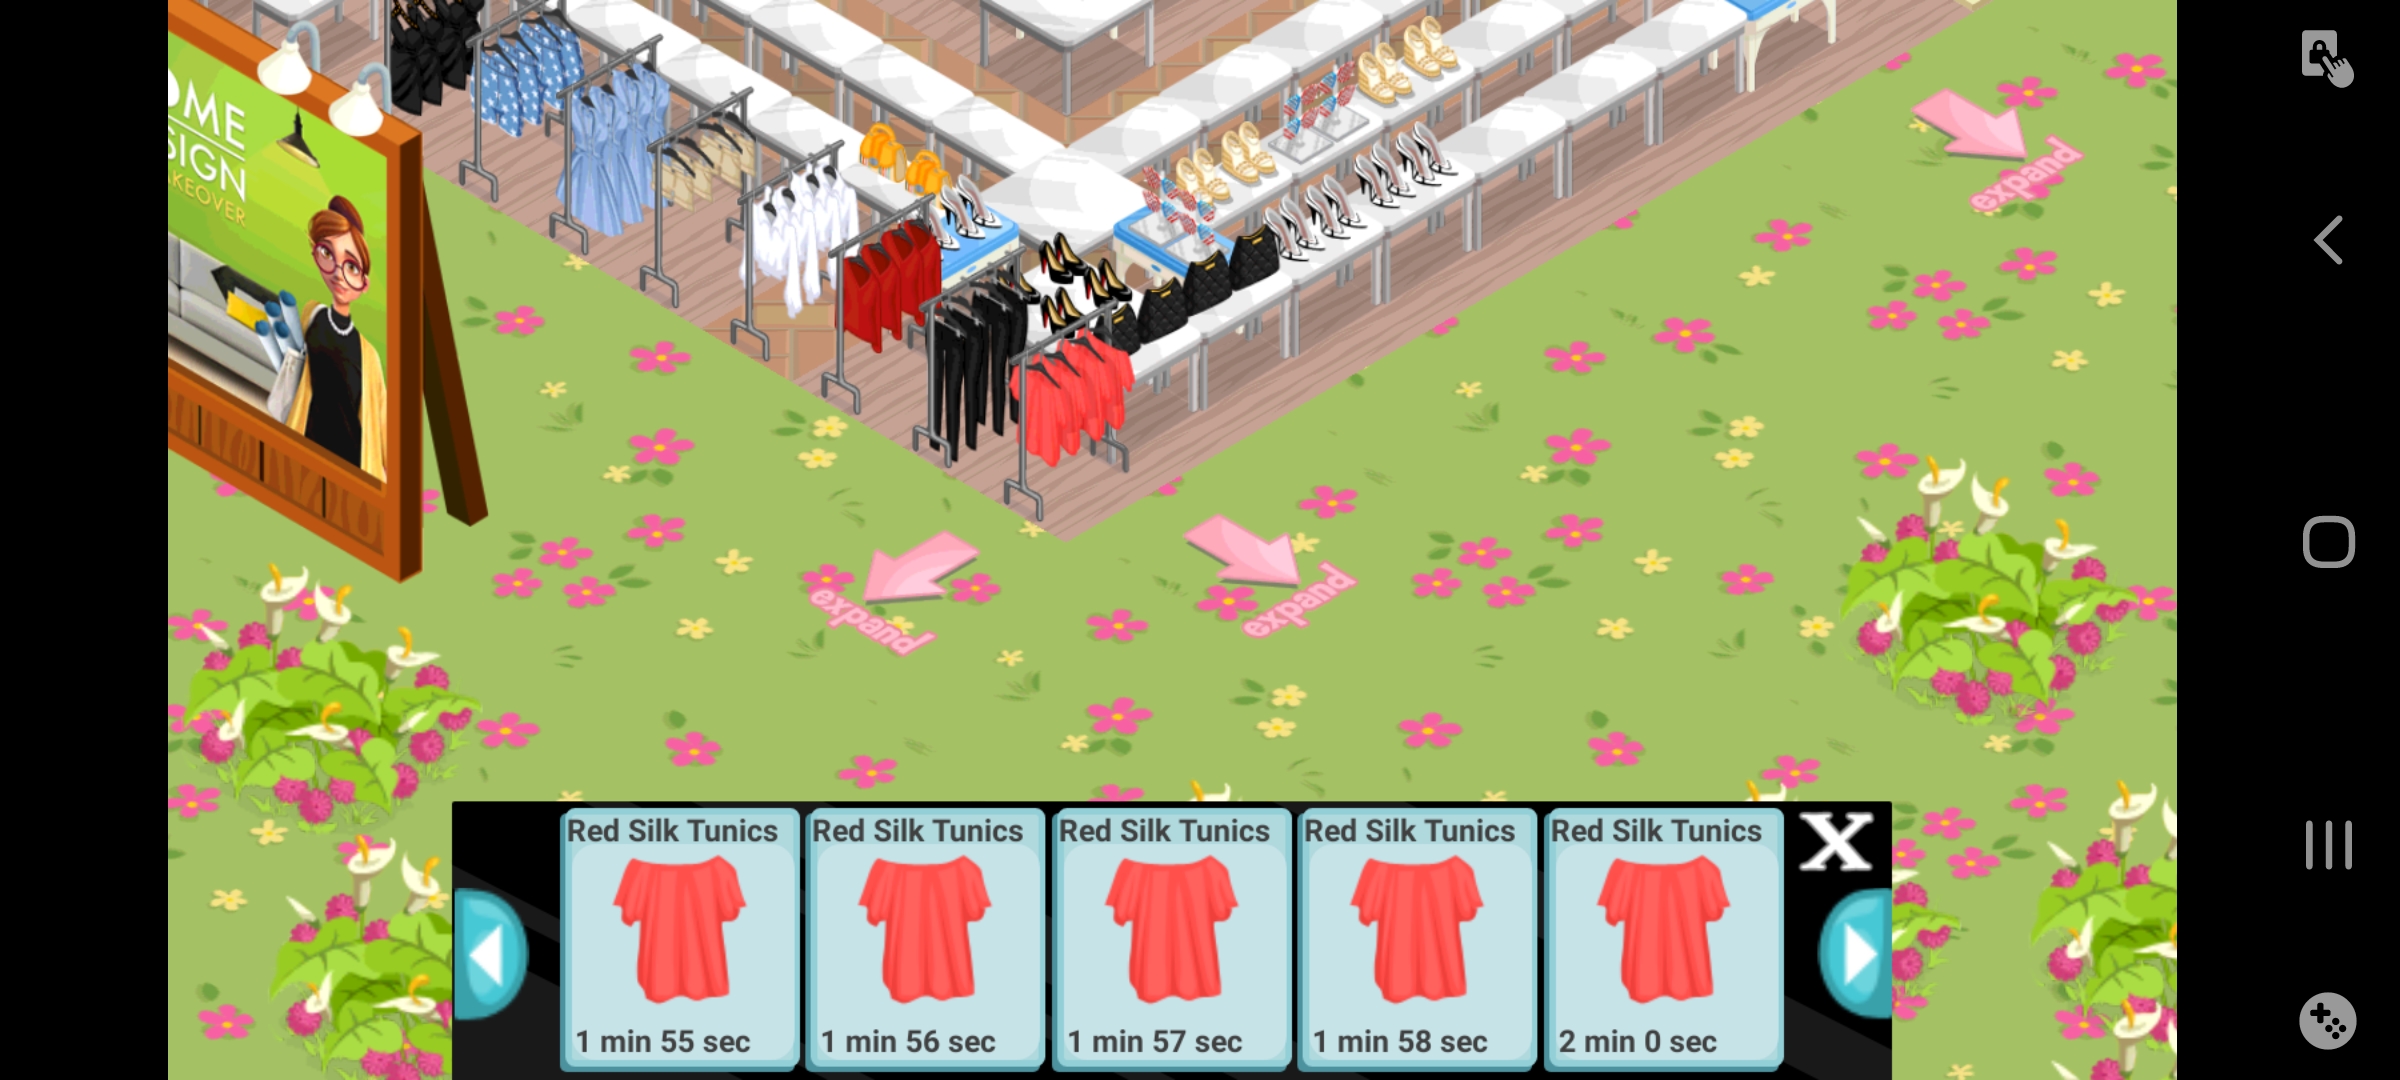 OME
SIGN
KEOVER
expand
expand
expand
Red Silk Tunics
Red Silk Tunics
Red Silk Tunics
Red Silk Tunics
Red Silk Tunics
X
1 min 55 sec
1 min 56 sec
1 min 57 sec
1 min 58 sec
2 min 0 sec